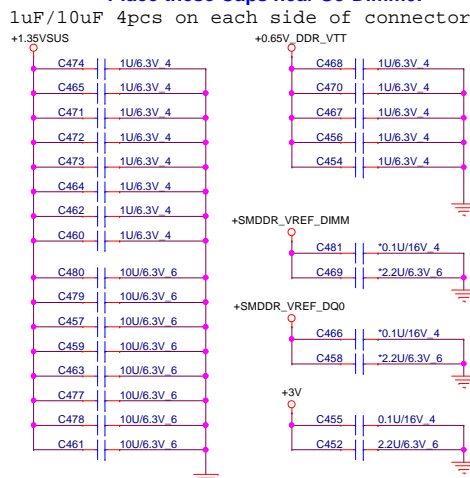 Place these Caps near So-Dimm0.
1uF/10uF 4pcs on each side of connector
+1.35VSUS
C474 1U/6.3V_4
C465 1U/6.3V_4
C471 1U/6.3V_4
C472 1U/6.3V_4
C473 1U/6.3V_4
C464 1U/6.3V_4
C462 1U/6.3V_4
C460 1U/6.3V_4
C480 10U/6.3V_6
C479 10U/6.3V_6
C457 10U/6.3V_6
C459 10U/6.3V_6
C463 10U/6.3V_6
C477 10U/6.3V_6
C478 10U/6.3V_6
C461 10U/6.3V_6
+0.65V_DDR_VTT
C468 1U/6.3V_4
C470 1U/6.3V_4
C467 1U/6.3V_4
C456 1U/6.3V_4
C454 1U/6.3V_4
+SMDDR_VREF_DIMM
C481 *0.1U/16V_4
C469 *2.2U/6.3V_6
+SMDDR_VREF_DQ0
C466 *0.1U/16V_4
C458 *2.2U/6.3V_6
+3V
C455 0.1U/16V_4
C452 2.2U/6.3V_6